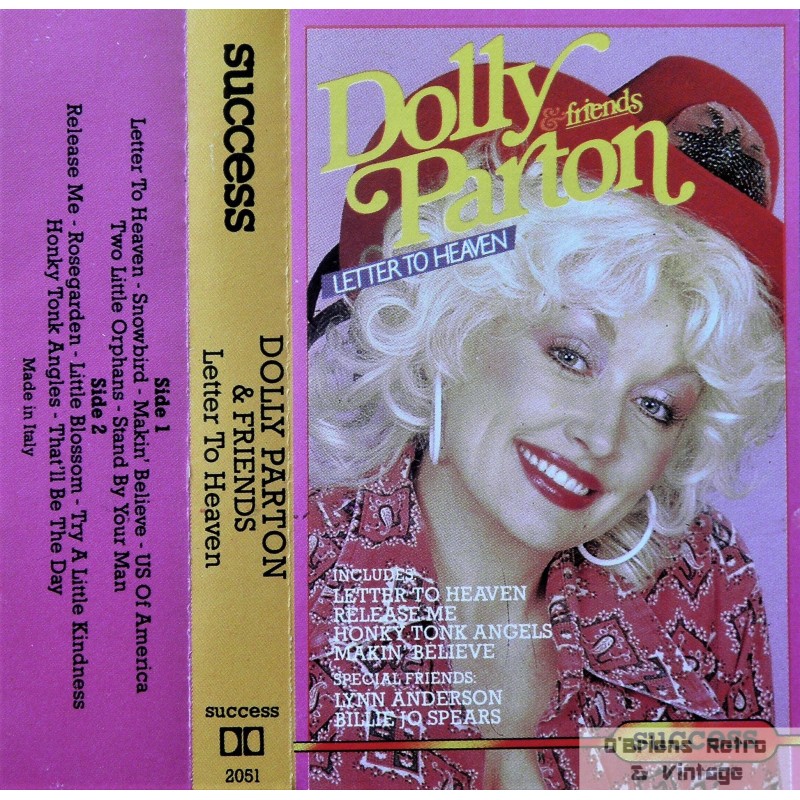 Side 1
Letter To Heaven - Snowbird - Makin' Believe - US Of America
Two Little Orphans - Stand By Your Man
Side 2
Release Me - Rosegarden - Little Blossom - Try A Little Kindness
Honky Tonk Angles - That'll Be The Day
Made in Italy
success
DOLLY PARTON
& FRIENDS
Letter To Heaven
success
2051
Dolly
& friends
Parton
LETTER TO HEAVEN
INCLUDES:
LETTER TO HEAVEN
RELEASE ME
HONKY TONK ANGELS
MAKIN' BELIEVE
SPECIAL FRIENDS:
LYNN ANDERSON
BILLIE JO SPEARS
success
O'Briens Retro
& Vintage